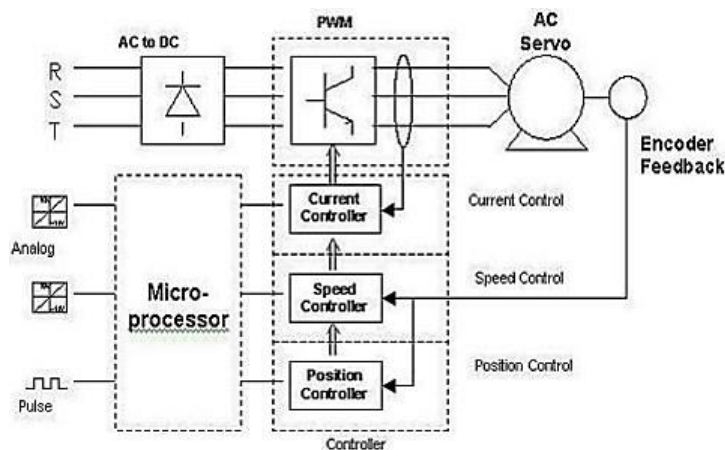 PWM
AC to DC
AC
Servo
R
S
T
Encoder
Feedback
Current
Controller
Current Control
Analog
Micro-
processor
Speed
Controller
Speed Control
Position
Controller
Position Control
Pulse
Controller